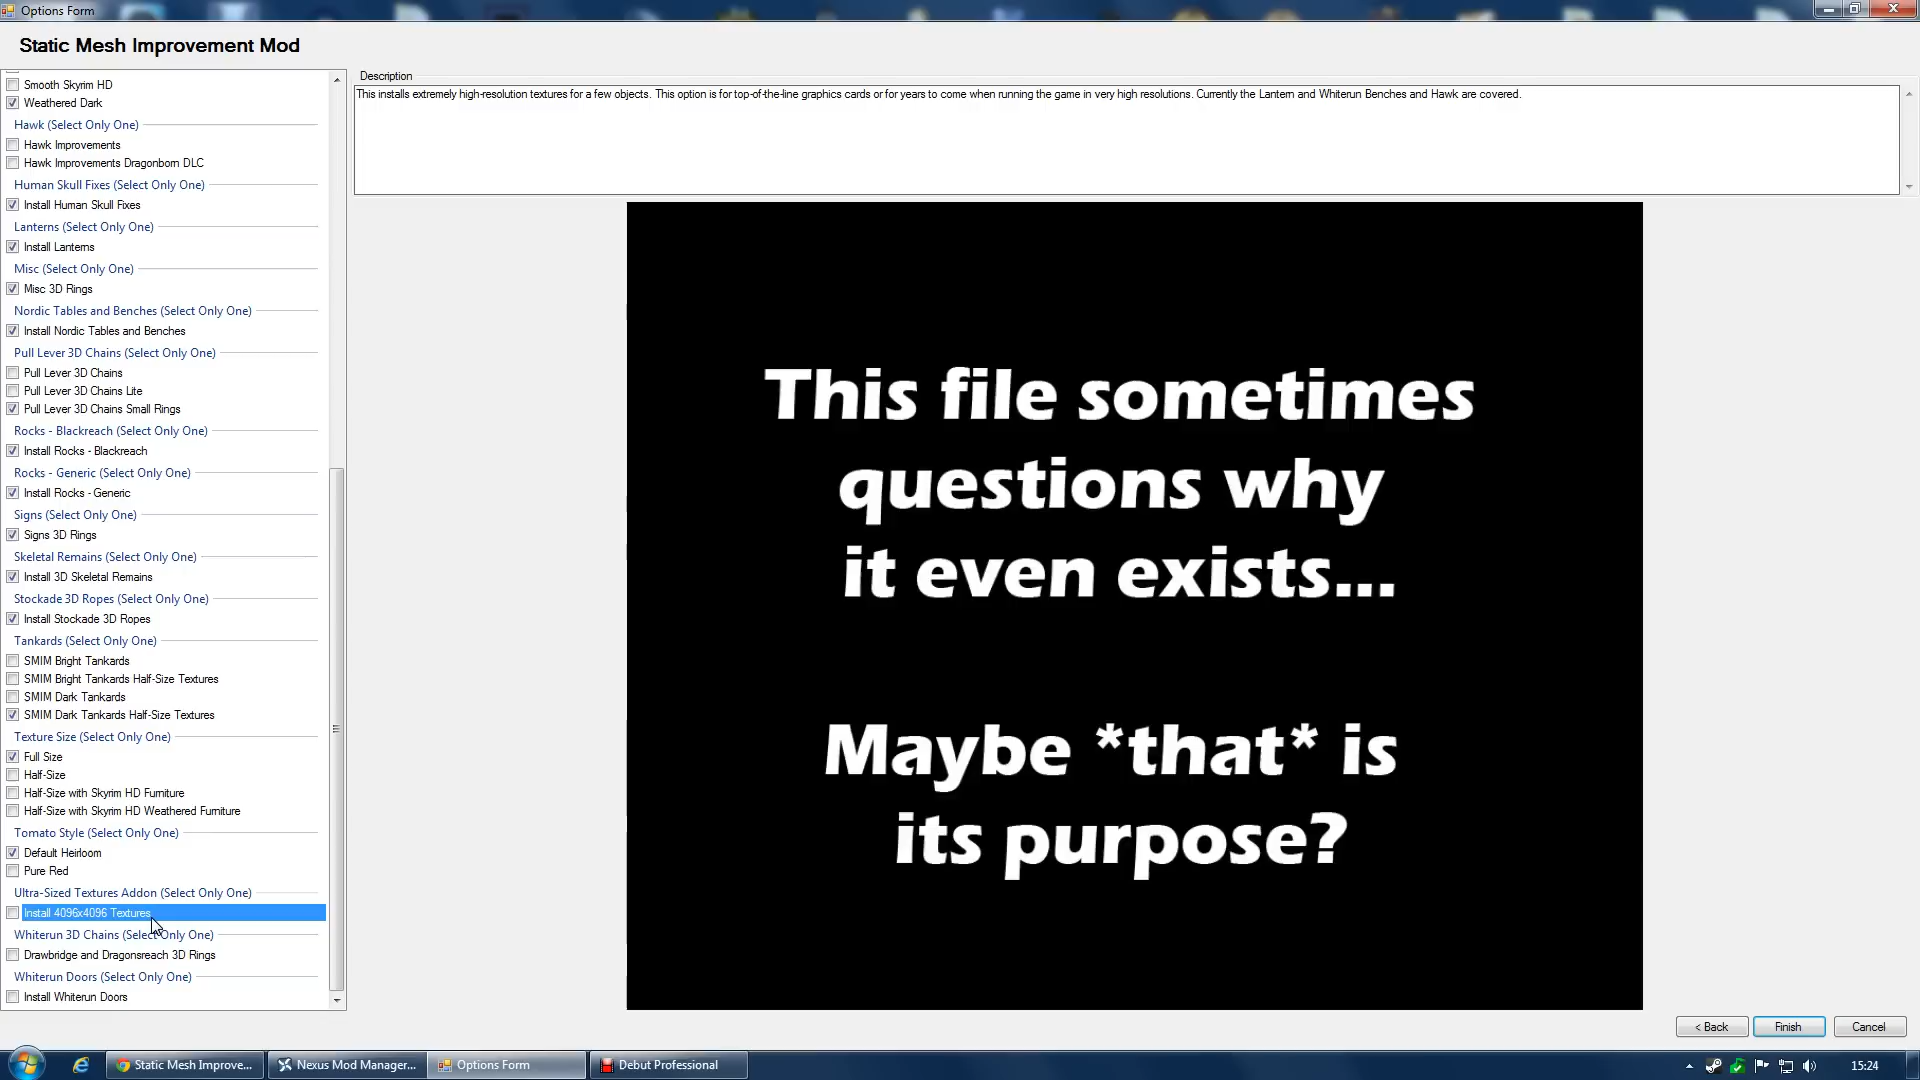 Options Form
Static Mesh Improvement Mod
Smooth Skyrim HD
Weathered Dark
Hawk (Select Only One)
Hawk Improvements
Hawk Improvements Dragonborn DLC
Human Skull Fixes (Select Only One)
Install Human Skull Fixes
Lanterns (Select Only One)
Install Lanterns
Misc (Select Only One)
Misc 3D Rings
Nordic Tables and Benches (Select Only One)
Install Nordic Tables and Benches
Pull Lever 3D Chains (Select Only One)
Pull Lever 3D Chains
Pull Lever 3D Chains Lite
Pull Lever 3D Chains Small Rings
Rocks - Blackreach (Select Only One)
Install Rocks - Blackreach
Rocks - Generic (Select Only One)
Install Rocks - Generic
Signs (Select Only One)
Signs 3D Rings
Skeletal Remains (Select Only One)
Install 3D Skeletal Remains
Stockade 3D Ropes (Select Only One)
Install Stockade 3D Ropes
Tankards (Select Only One)
SMIM Bright Tankards
SMIM Bright Tankards Half-Size Textures
SMIM Dark Tankards
SMIM Dark Tankards Half-Size Textures
Texture Size (Select Only One)
Full Size
Half-Size
Half-Size with Skyrim HD Furniture
Half-Size with Skyrim HD Weathered Furniture
Tomato Style (Select Only One)
Default Heirloom
Pure Red
Ultra-Sized Textures Addon (Select Only One)
Install 4096x4096 Textures
Whiterun 3D Chains (Select Only One)
Drawbridge and Dragonsreach 3D Rings
Whiterun Doors (Select Only One)
Install Whiterun Doors
Description
This installs extremely high-resolution textures for a few objects. This option is for top-of-the-line graphics cards or for years to come when running the game in very high resolutions. Currently the Lantern and Whiterun Benches and Hawk are covered.
This file sometimes
questions why
it even exists...
Maybe *that* is
its purpose?
< Back
Finish
Cancel
Static Mesh Improve...
Nexus Mod Manager...
Options Form
Debut Professional
15:24